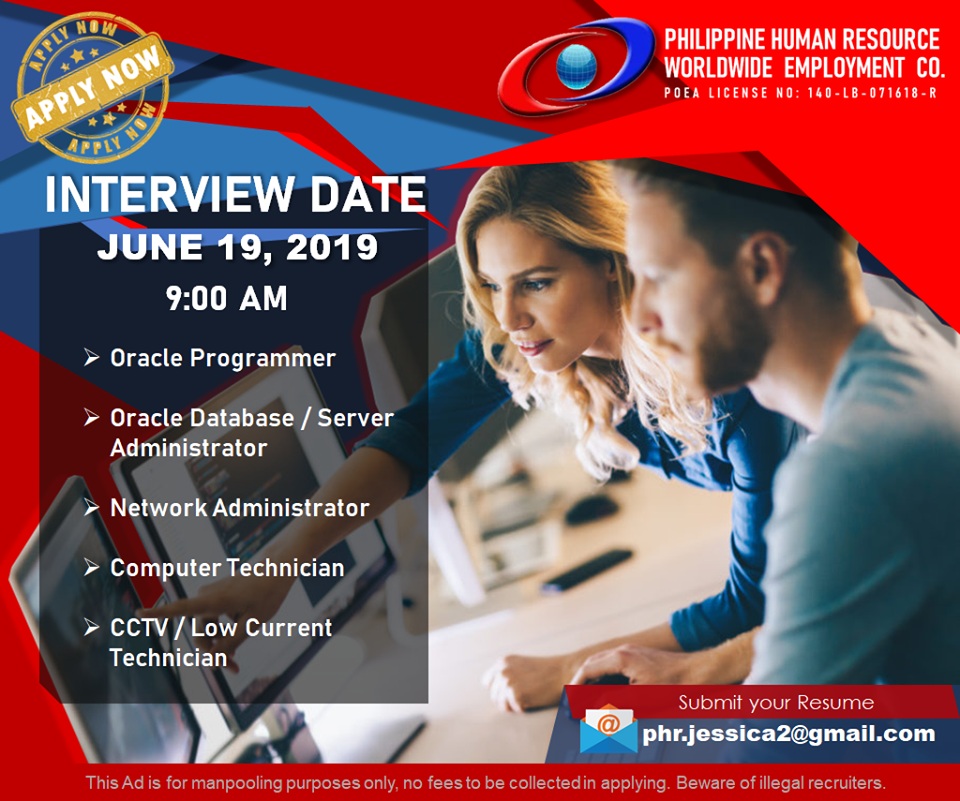 APPLY NOW
APPLY NOW
APPLY NOW
PHILIPPINE HUMAN RESOURCE
WORLDWIDE EMPLOYMENT CO.
POEA LICENSE NO: 140-LB-071618-R
INTERVIEW DATE
JUNE 19, 2019
9:00 AM
➢ Oracle Programmer
➢ Oracle Database / Server
Administrator
➢ Network Administrator
➢ Computer Technician
➢ CCTV / Low Current
Technician
Submit your Resume
@
phr.jessica2@gmail.com
This Ad is for manpooling purposes only, no fees to be collected in applying. Beware of illegal recruiters.